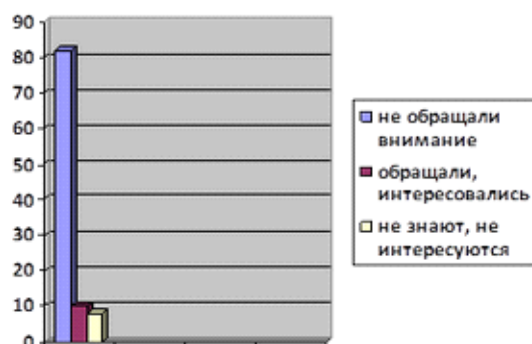 90
80
70
60
50
40
30
20
10
0
не обращали
внимание
обращали,
интересовались
не знают, не
интересуются